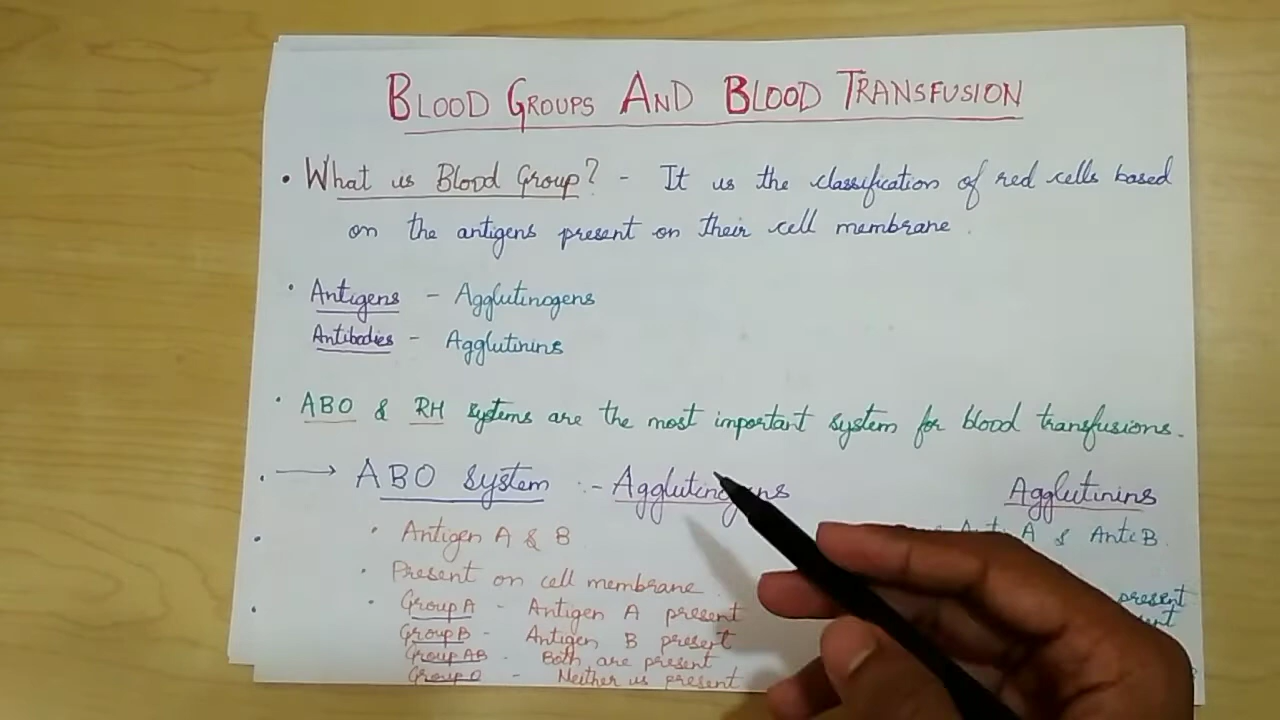 BLOOD GROUPS AND BLOOD TRANSFUSION
• What is Blood Group? - It is the classification of red cells based
on the antigens present on their cell membrane.
• Antigens - Agglutinogens
Antibodies - Agglutinins
• ABO & RH systems are the most important system for blood transfusions.
→ ABO System :- Agglutinogens Agglutinins
• Antigen A & B A & Anti B
• Present on cell membrane
• Group A - Antigen A present present
Group B - Antigen B present
Group AB - Both are present
Group O - Neither is present